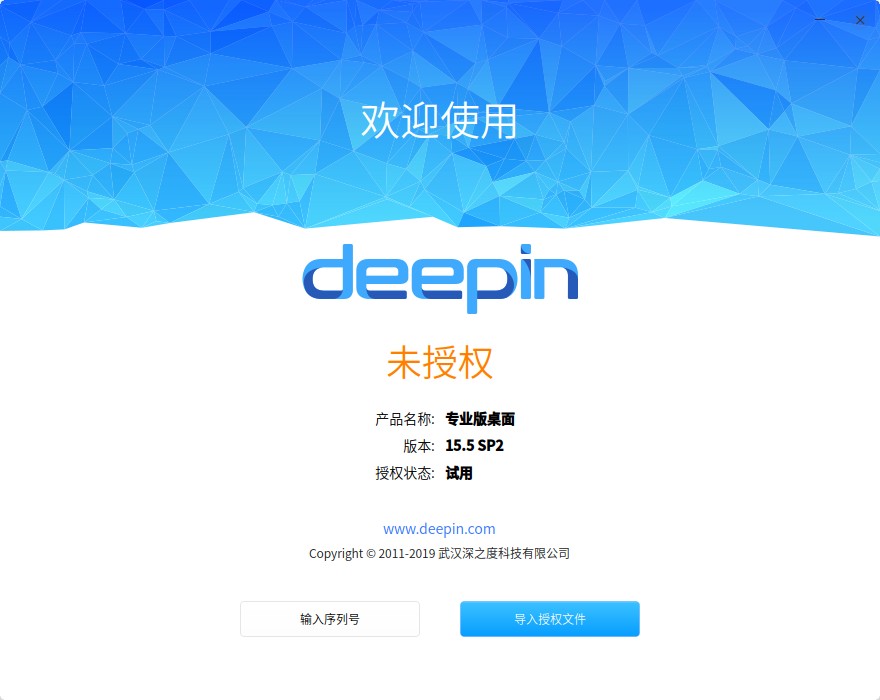 欢迎使用
deepin
未授权
产品名称: 专业版桌面
版本: 15.5 SP2
授权状态: 试用
www.deepin.com
Copyright © 2011-2019 武汉深之度科技有限公司
输入序列号 导入授权文件